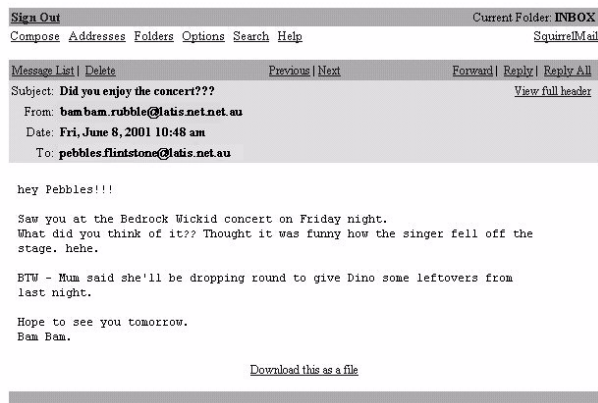 Sign Out Current Folder: INBOX
Compose Addresses Folders Options Search Help SquirrelMail
Message List | Delete Previous | Next Forward | Reply | Reply All
Subject: Did you enjoy the concert??? View full header
From: bambam.rubble@latis.net.net.au
Date: Fri, June 8, 2001 10:48 am
To: pebbles.flintstone@latis.net.au
hey Pebbles!!!
Saw you at the Bedrock Wickid concert on Friday night.
What did you think of it?? Thought it was funny how the singer fell off the
stage. hehe.
BTW - Mum said she'll be dropping round to give Dino some leftovers from
last night.
Hope to see you tomorrow.
Bam Bam.
Download this as a file